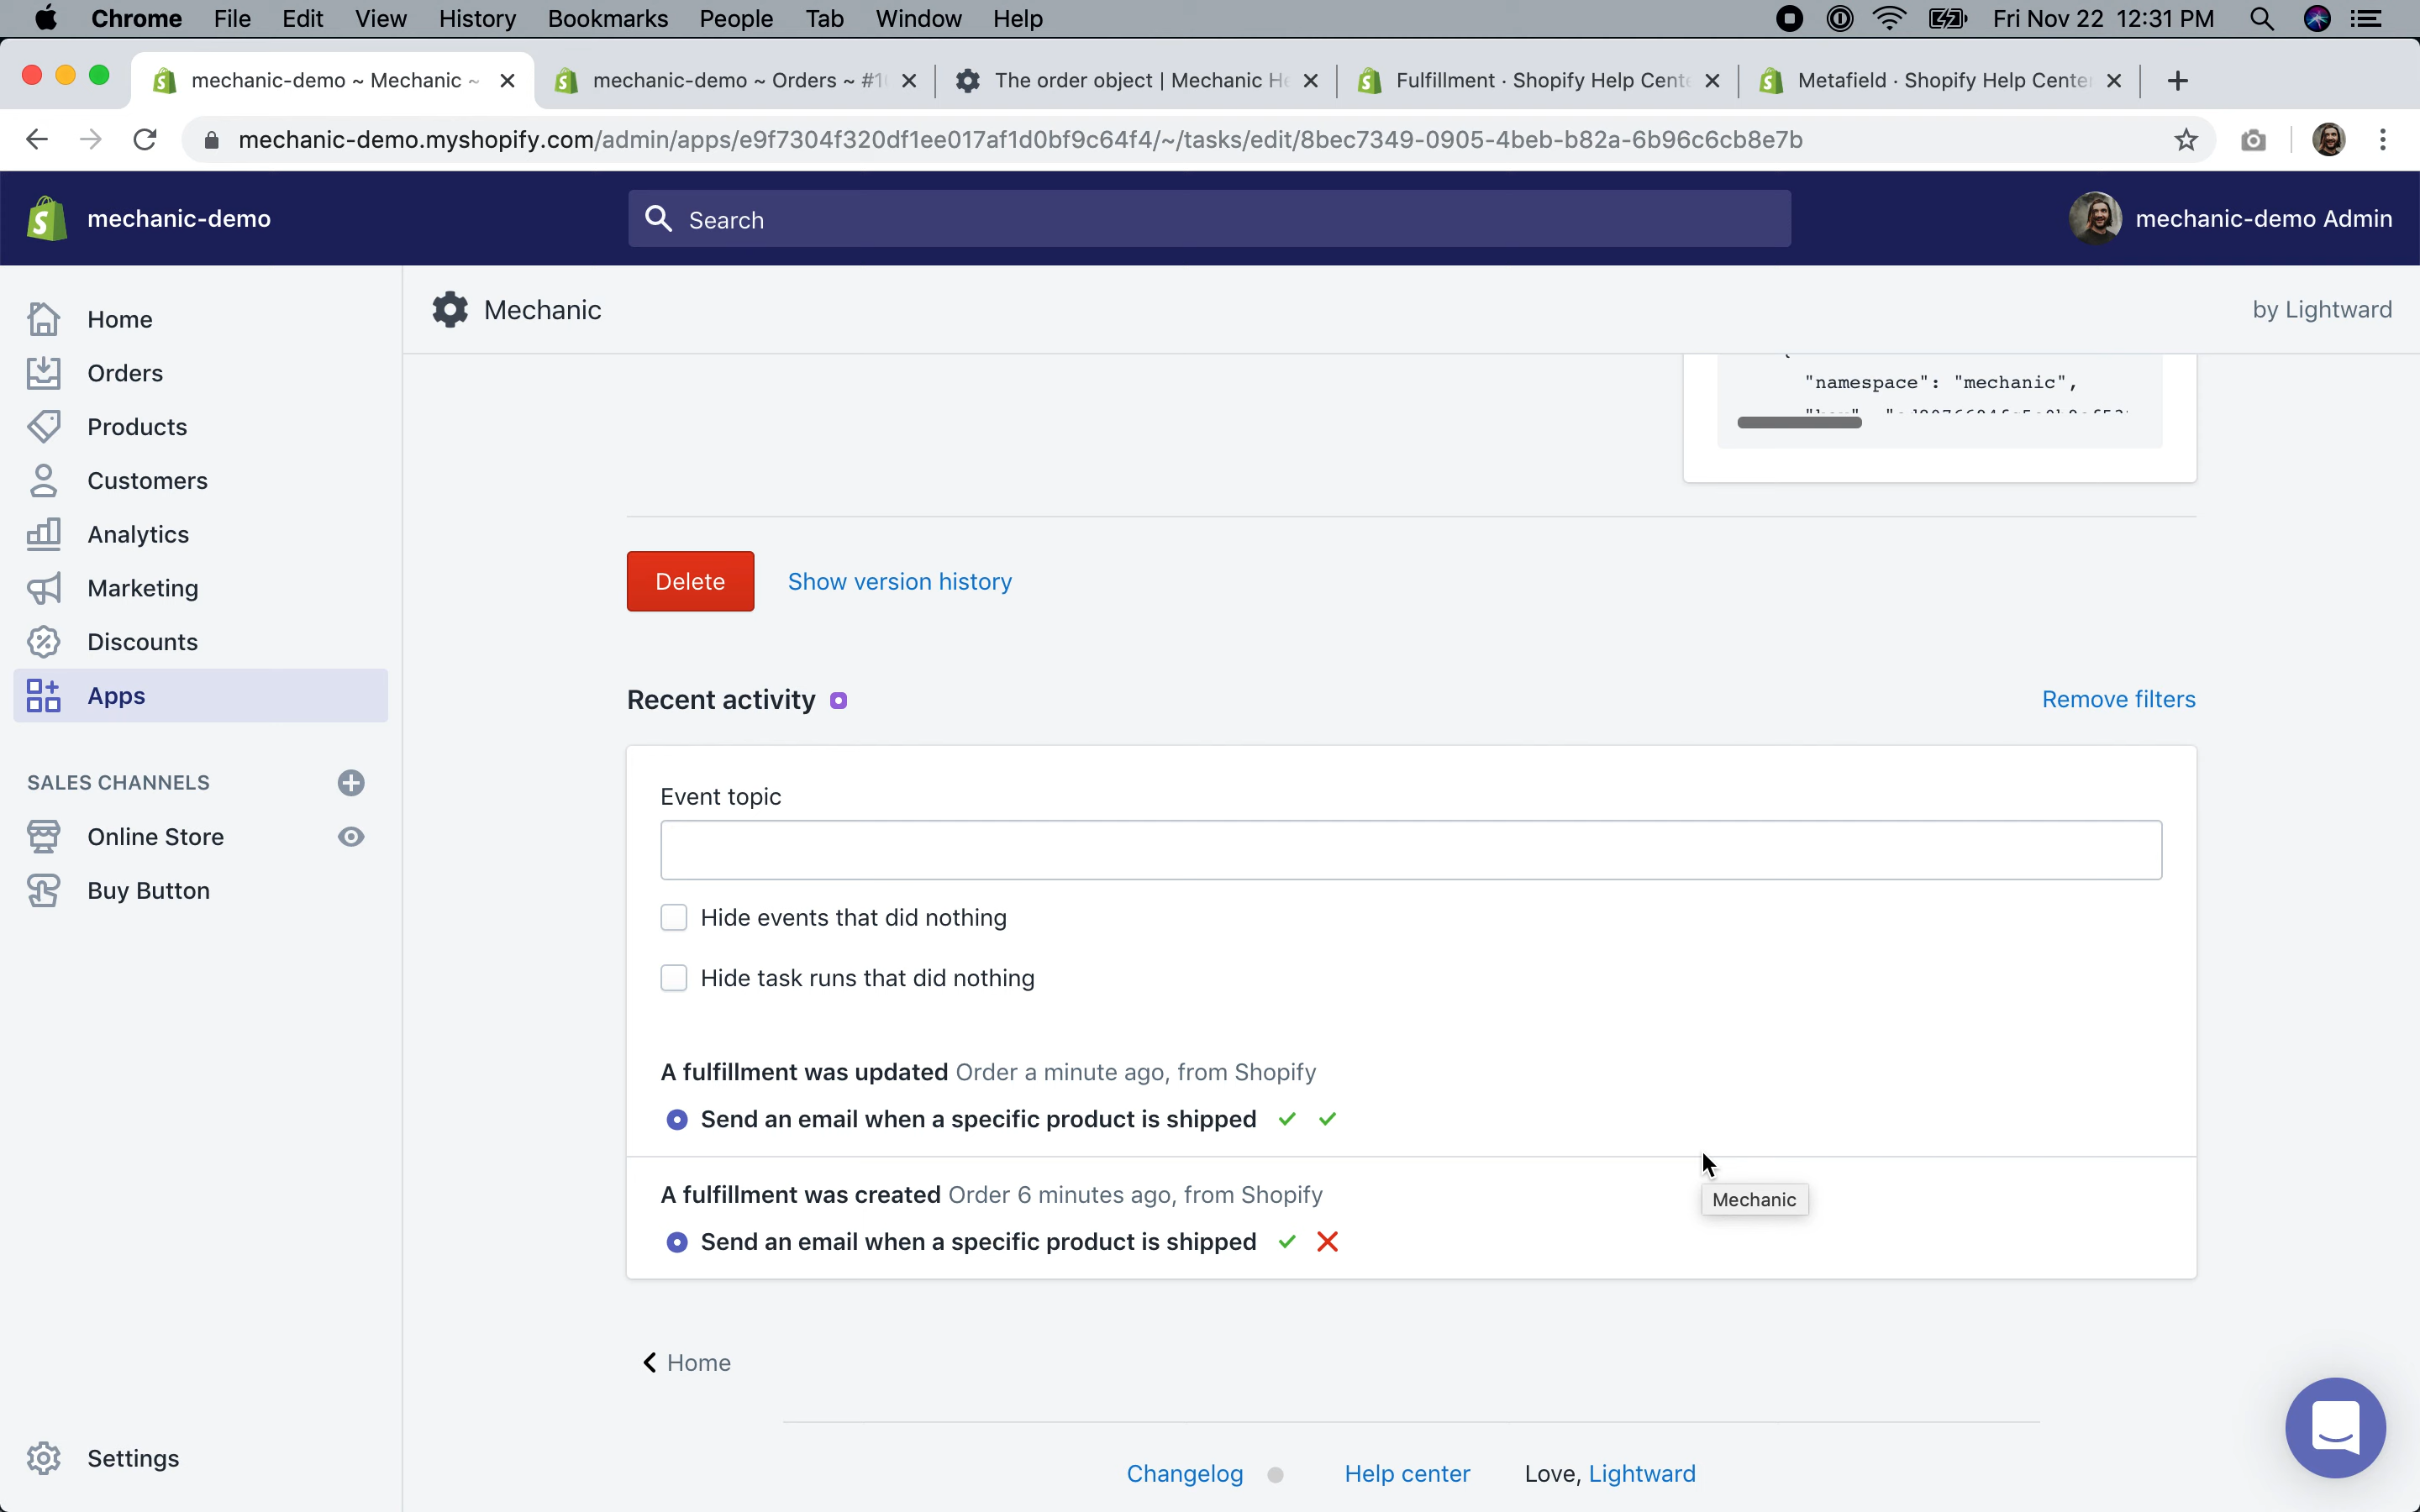 Chrome File Edit View History Bookmarks People Tab Window Help Fri Nov 22 12:31 PM
mechanic-demo ~ Mechanic ~ mechanic-demo ~ Orders ~ The order object | Mechanic Fulfillment · Shopify Help Metafield · Shopify Help
mechanic-demo.myshopify.com/admin/apps/e9f7304f320df1ee017af1d0bf9c64f4/~/tasks/edit/8bec7349-0905-4beb-b82a-6b96c6cb8e7b
mechanic-demo Search mechanic-demo Admin
Mechanic by Lightward
Home
Orders
Products
Customers
Analytics
Marketing
Discounts
Apps
SALES CHANNELS
Online Store
Buy Button
Settings
"namespace": "mechanic",
Delete Show version history
Recent activity Remove filters
Event topic
Hide events that did nothing
Hide task runs that did nothing
A fulfillment was updated Order a minute ago, from Shopify
Send an email when a specific product is shipped
A fulfillment was created Order 6 minutes ago, from Shopify
Send an email when a specific product is shipped
Mechanic
Home
Changelog Help center Love, Lightward